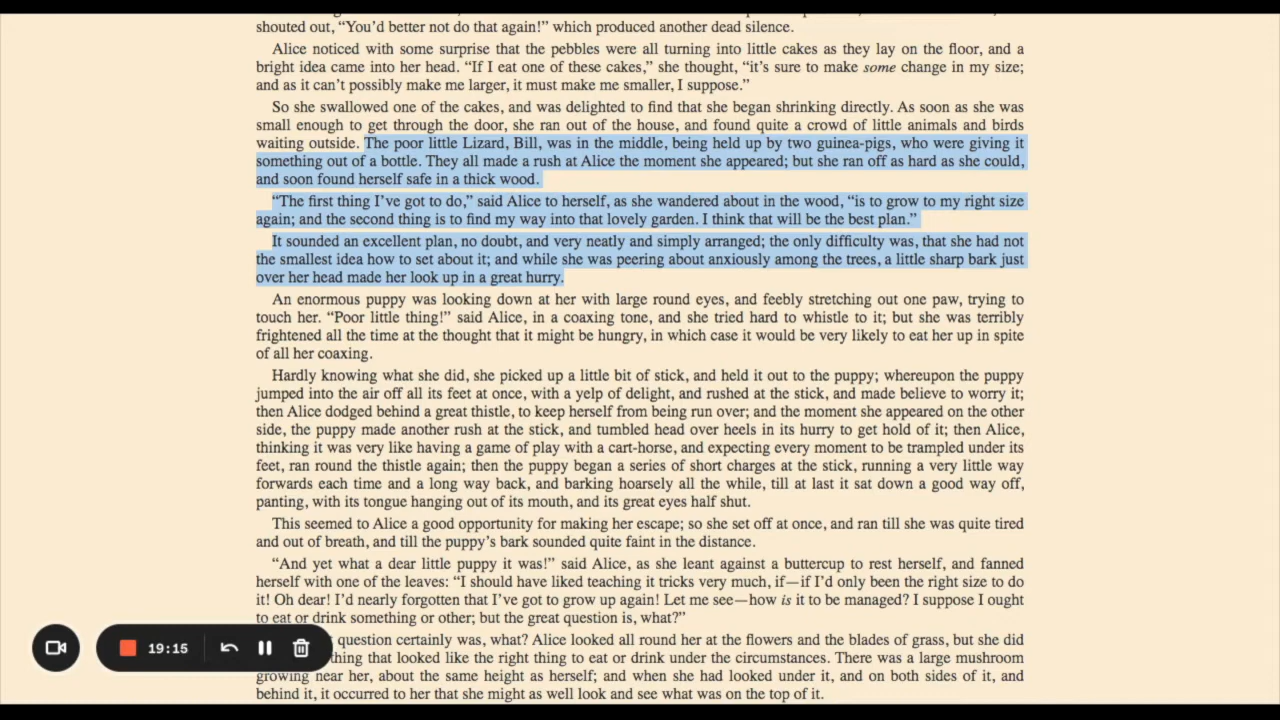 shouted out, “You’d better not do that again!” which produced another dead silence.
Alice noticed with some surprise that the pebbles were all turning into little cakes as they lay on the floor, and a
bright idea came into her head. “If I eat one of these cakes,” she thought, “it’s sure to make some change in my size;
and as it can’t possibly make me larger, it must make me smaller, I suppose.”
So she swallowed one of the cakes, and was delighted to find that she began shrinking directly. As soon as she was
small enough to get through the door, she ran out of the house, and found quite a crowd of little animals and birds
waiting outside. The poor little Lizard, Bill, was in the middle, being held up by two guinea-pigs, who were giving it
something out of a bottle. They all made a rush at Alice the moment she appeared; but she ran off as hard as she could,
and soon found herself safe in a thick wood.
“The first thing I’ve got to do,” said Alice to herself, as she wandered about in the wood, “is to grow to my right size
again; and the second thing is to find my way into that lovely garden. I think that will be the best plan.”
It sounded an excellent plan, no doubt, and very neatly and simply arranged; the only difficulty was, that she had not
the smallest idea how to set about it; and while she was peering about anxiously among the trees, a little sharp bark just
over her head made her look up in a great hurry.
An enormous puppy was looking down at her with large round eyes, and feebly stretching out one paw, trying to
touch her. “Poor little thing!” said Alice, in a coaxing tone, and she tried hard to whistle to it; but she was terribly
frightened all the time at the thought that it might be hungry, in which case it would be very likely to eat her up in spite
of all her coaxing.
Hardly knowing what she did, she picked up a little bit of stick, and held it out to the puppy; whereupon the puppy
jumped into the air off all its feet at once, with a yelp of delight, and rushed at the stick, and made believe to worry it;
then Alice dodged behind a great thistle, to keep herself from being run over; and the moment she appeared on the other
side, the puppy made another rush at the stick, and tumbled head over heels in its hurry to get hold of it; then Alice,
thinking it was very like having a game of play with a cart-horse, and expecting every moment to be trampled under its
feet, ran round the thistle again; then the puppy began a series of short charges at the stick, running a very little way
forwards each time and a long way back, and barking hoarsely all the while, till at last it sat down a good way off,
panting, with its tongue hanging out of its mouth, and its great eyes half shut.
This seemed to Alice a good opportunity for making her escape; so she set off at once, and ran till she was quite tired
and out of breath, and till the puppy’s bark sounded quite faint in the distance.
“And yet what a dear little puppy it was!” said Alice, as she leant against a buttercup to rest herself, and fanned
herself with one of the leaves: “I should have liked teaching it tricks very much, if—if I’d only been the right size to do
it! Oh dear! I’d nearly forgotten that I’ve got to grow up again! Let me see—how is it to be managed? I suppose I ought
to eat or drink something or other; but the great question is, what?”
question certainly was, what? Alice looked all round her at the flowers and the blades of grass, but she did
19:15
thing that looked like the right thing to eat or drink under the circumstances. There was a large mushroom
growing near her, about the same height as herself; and when she had looked under it, and on both sides of it, and
behind it, it occurred to her that she might as well look and see what was on the top of it.